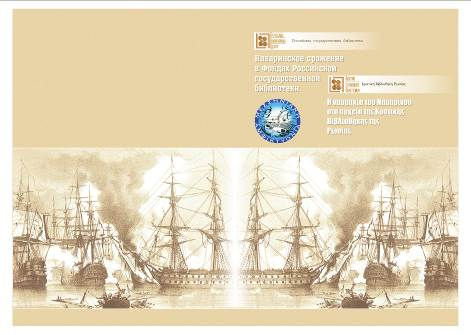 Российская государственная библиотека
Наваринское сражение
в Фондах Российской
государственной
библиотеки
Κρατική Βιβλιοθήκη Ρωσίας
Η ναυμαχία του Ναυαρίνου
στα αρχεία της Κρατικής
Βιβλιοθήκης της
Ρωσίας